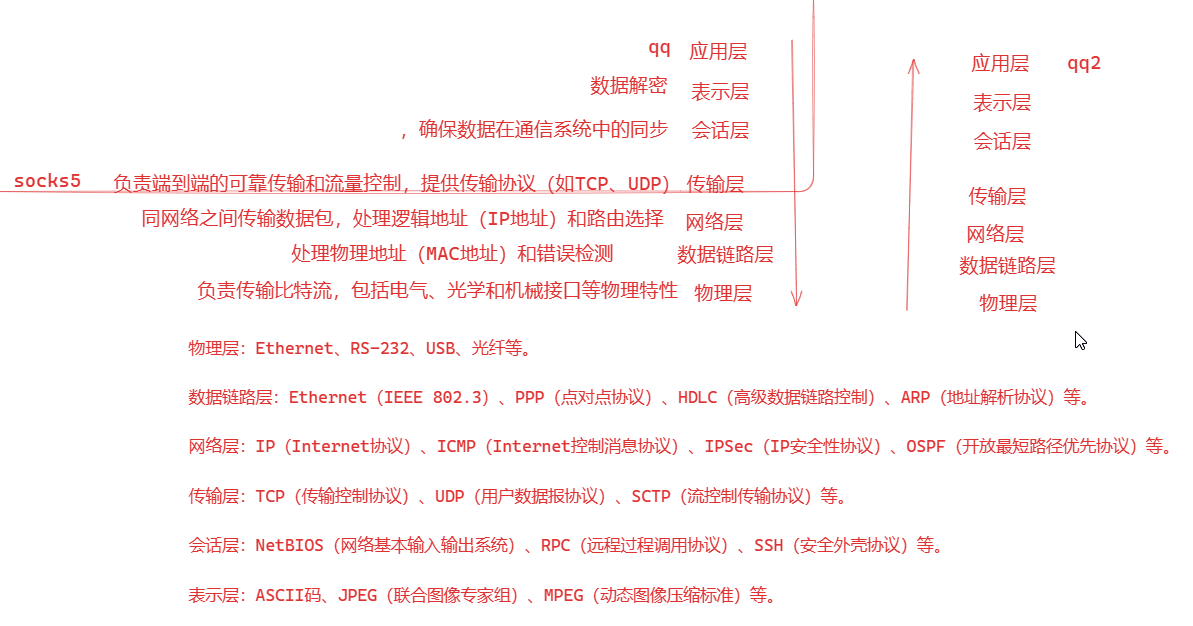 qq 应用层
数据解密 表示层
，确保数据在通信系统中的同步 会话层
socks5 负责端到端的可靠传输和流量控制，提供传输协议（如TCP、UDP） 传输层
同网络之间传输数据包，处理逻辑地址（IP地址）和路由选择 网络层
处理物理地址（MAC地址）和错误检测 数据链路层
负责传输比特流，包括电气、光学和机械接口等物理特性 物理层
应用层 qq2
表示层
会话层
传输层
网络层
数据链路层
物理层
物理层：Ethernet、RS-232、USB、光纤等。
数据链路层：Ethernet（IEEE 802.3）、PPP（点对点协议）、HDLC（高级数据链路控制）、ARP（地址解析协议）等。
网络层：IP（Internet协议）、ICMP（Internet控制消息协议）、IPSec（IP安全性协议）、OSPF（开放最短路径优先协议）等。
传输层：TCP（传输控制协议）、UDP（用户数据报协议）、SCTP（流控制传输协议）等。
会话层：NetBIOS（网络基本输入输出系统）、RPC（远程过程调用协议）、SSH（安全外壳协议）等。
表示层：ASCII码、JPEG（联合图像专家组）、MPEG（动态图像压缩标准）等。